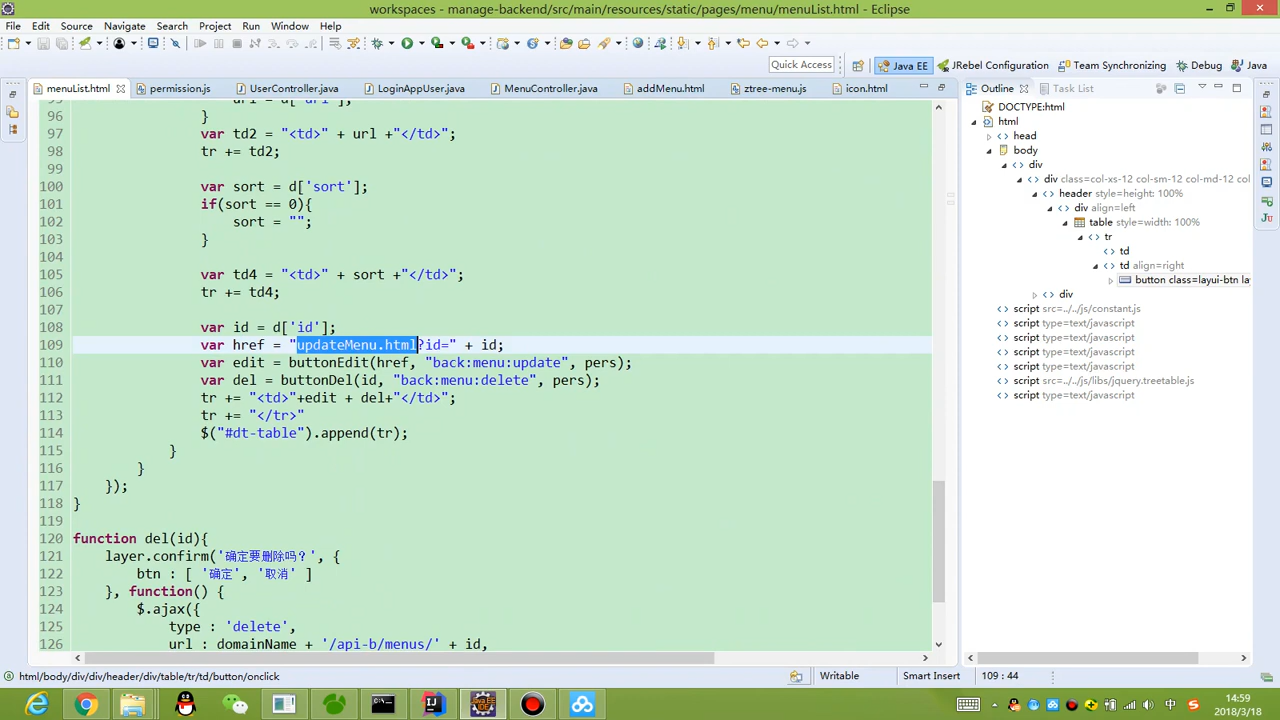 workspaces - manage-backend/src/main/resources/static/pages/menu/menuList.html - Eclipse
File Edit Source Navigate Search Project Run Window Help
Quick Access
Java EE
JRebel Configuration
Team Synchronizing
Debug
Java
menuList.html
permission.js
UserController.java
LoginAppUser.java
MenuController.java
addMenu.html
ztree-menu.js
icon.html
96 }
97 var td2 = "<td>" + url +"</td>";
98 tr += td2;
99
100 var sort = d['sort'];
101 if(sort == 0){
102 sort = "";
103 }
104
105 var td4 = "<td>" + sort +"</td>";
106 tr += td4;
107
108 var id = d['id'];
109 var href = "updateMenu.html?id=" + id;
110 var edit = buttonEdit(href, "back:menu:update", pers);
111 var del = buttonDel(id, "back:menu:delete", pers);
112 tr += "<td>"+edit + del+"</td>";
113 tr += "</tr>"
114 $("#dt-table").append(tr);
115 }
116 }
117 });
118 }
119
120 function del(id){
121 layer.confirm('确定要删除吗？', {
122 btn : [ '确定', '取消' ]
123 }, function() {
124 $.ajax({
125 type : 'delete',
126 url : domainName + '/api-b/menus/' + id,
Outline
Task List
DOCTYPE:html
html
head
body
div
div class=col-xs-12 col-sm-12 col-md-12 col
header style=height: 100%
div align=left
table style=width: 100%
tr
td
td align=right
button class=layui-btn la
div
script src=../../js/constant.js
script type=text/javascript
script type=text/javascript
script type=text/javascript
script src=../../js/libs/jquery.treetable.js
script type=text/javascript
html/body/div/div/header/div/table/tr/td/button/onclick
Writable
Smart Insert
109 : 44
中
14:59
2018/3/18